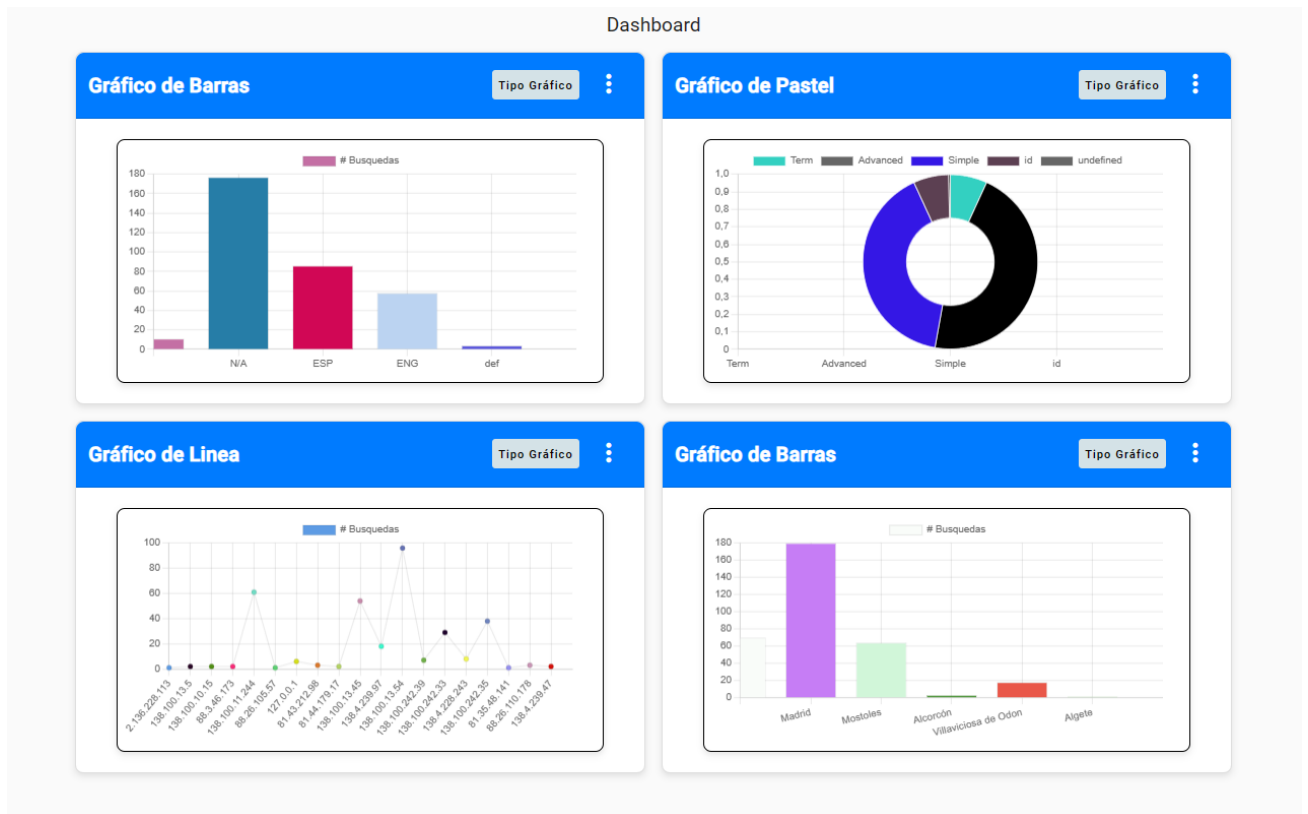 Dashboard
Gráfico de Barras
Tipo Gráfico
# Busquedas
180
160
140
120
100
80
60
40
20
0
N/A ESP ENG def
Gráfico de Pastel
Tipo Gráfico
Term Advanced Simple id undefined
1,0
0,9
0,8
0,7
0,6
0,5
0,4
0,3
0,2
0,1
0
Term Advanced Simple id
Gráfico de Linea
Tipo Gráfico
# Busquedas
100
80
60
40
20
0
2.136.228.113
138.100.13.5
138.100.10.15
88.3.46.173
138.100.11.244
88.26.105.57
127.0.0.1
81.43.212.98
81.44.179.17
138.100.13.45
138.4.239.97
138.100.13.54
138.100.242.39
138.100.242.33
138.4.228.243
138.100.242.35
81.35.48.141
88.26.110.178
138.4.239.47
Gráfico de Barras
Tipo Gráfico
# Busquedas
180
160
140
120
100
80
60
40
20
0
Madrid
Mostoles
Alcorcón
Villaviciosa de Odon
Algete